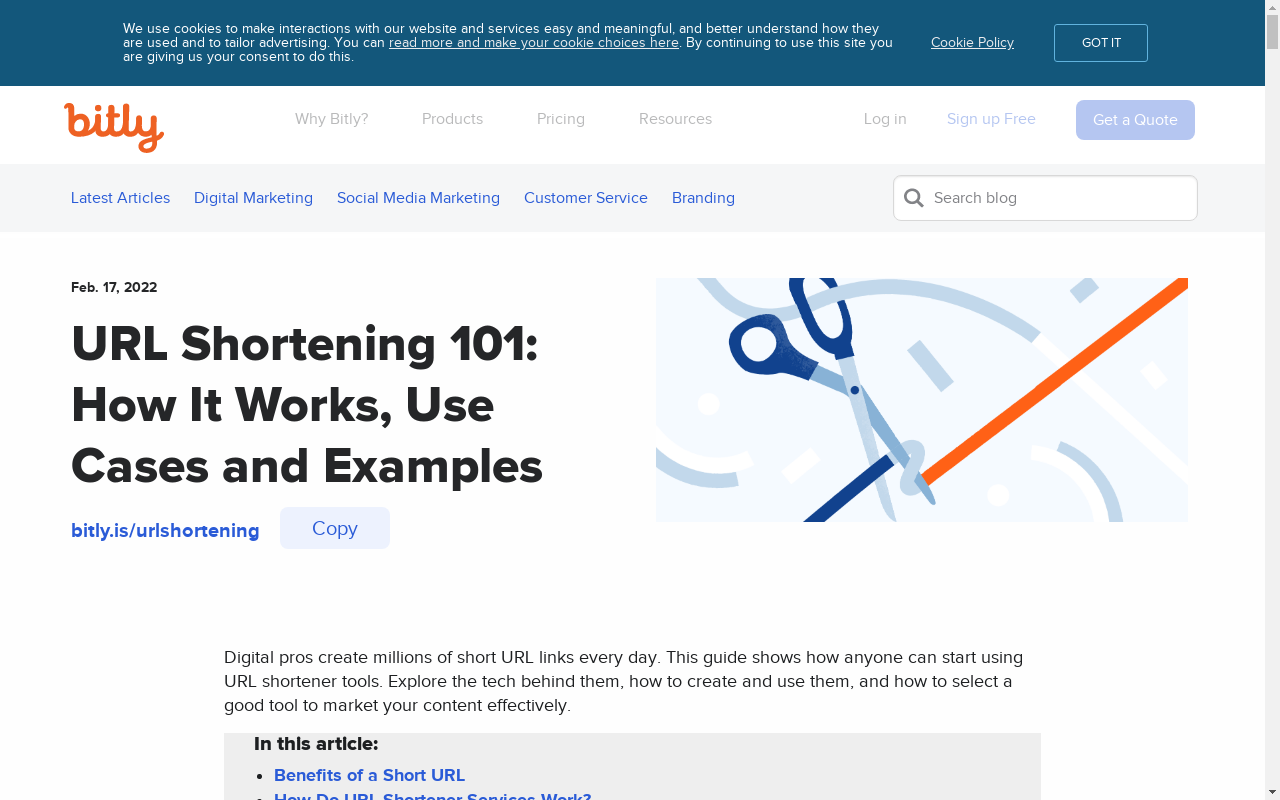 We use cookies to make interactions with our website and services easy and meaningful, and better understand how they
are used and to tailor advertising. You can read more and make your cookie choices here. By continuing to use this site you
are giving us your consent to do this.
Cookie Policy
GOT IT
bitly
Why Bitly?
Products
Pricing
Resources
Log in
Sign up Free
Get a Quote
Latest Articles
Digital Marketing
Social Media Marketing
Customer Service
Branding
Search blog
Feb. 17, 2022
URL Shortening 101:
How It Works, Use
Cases and Examples
bitly.is/urlshortening
Copy
Digital pros create millions of short URL links every day. This guide shows how anyone can start using
URL shortener tools. Explore the tech behind them, how to create and use them, and how to select a
good tool to market your content effectively.
In this article:
• Benefits of a Short URL
• How Do URL Shortener Services Work?